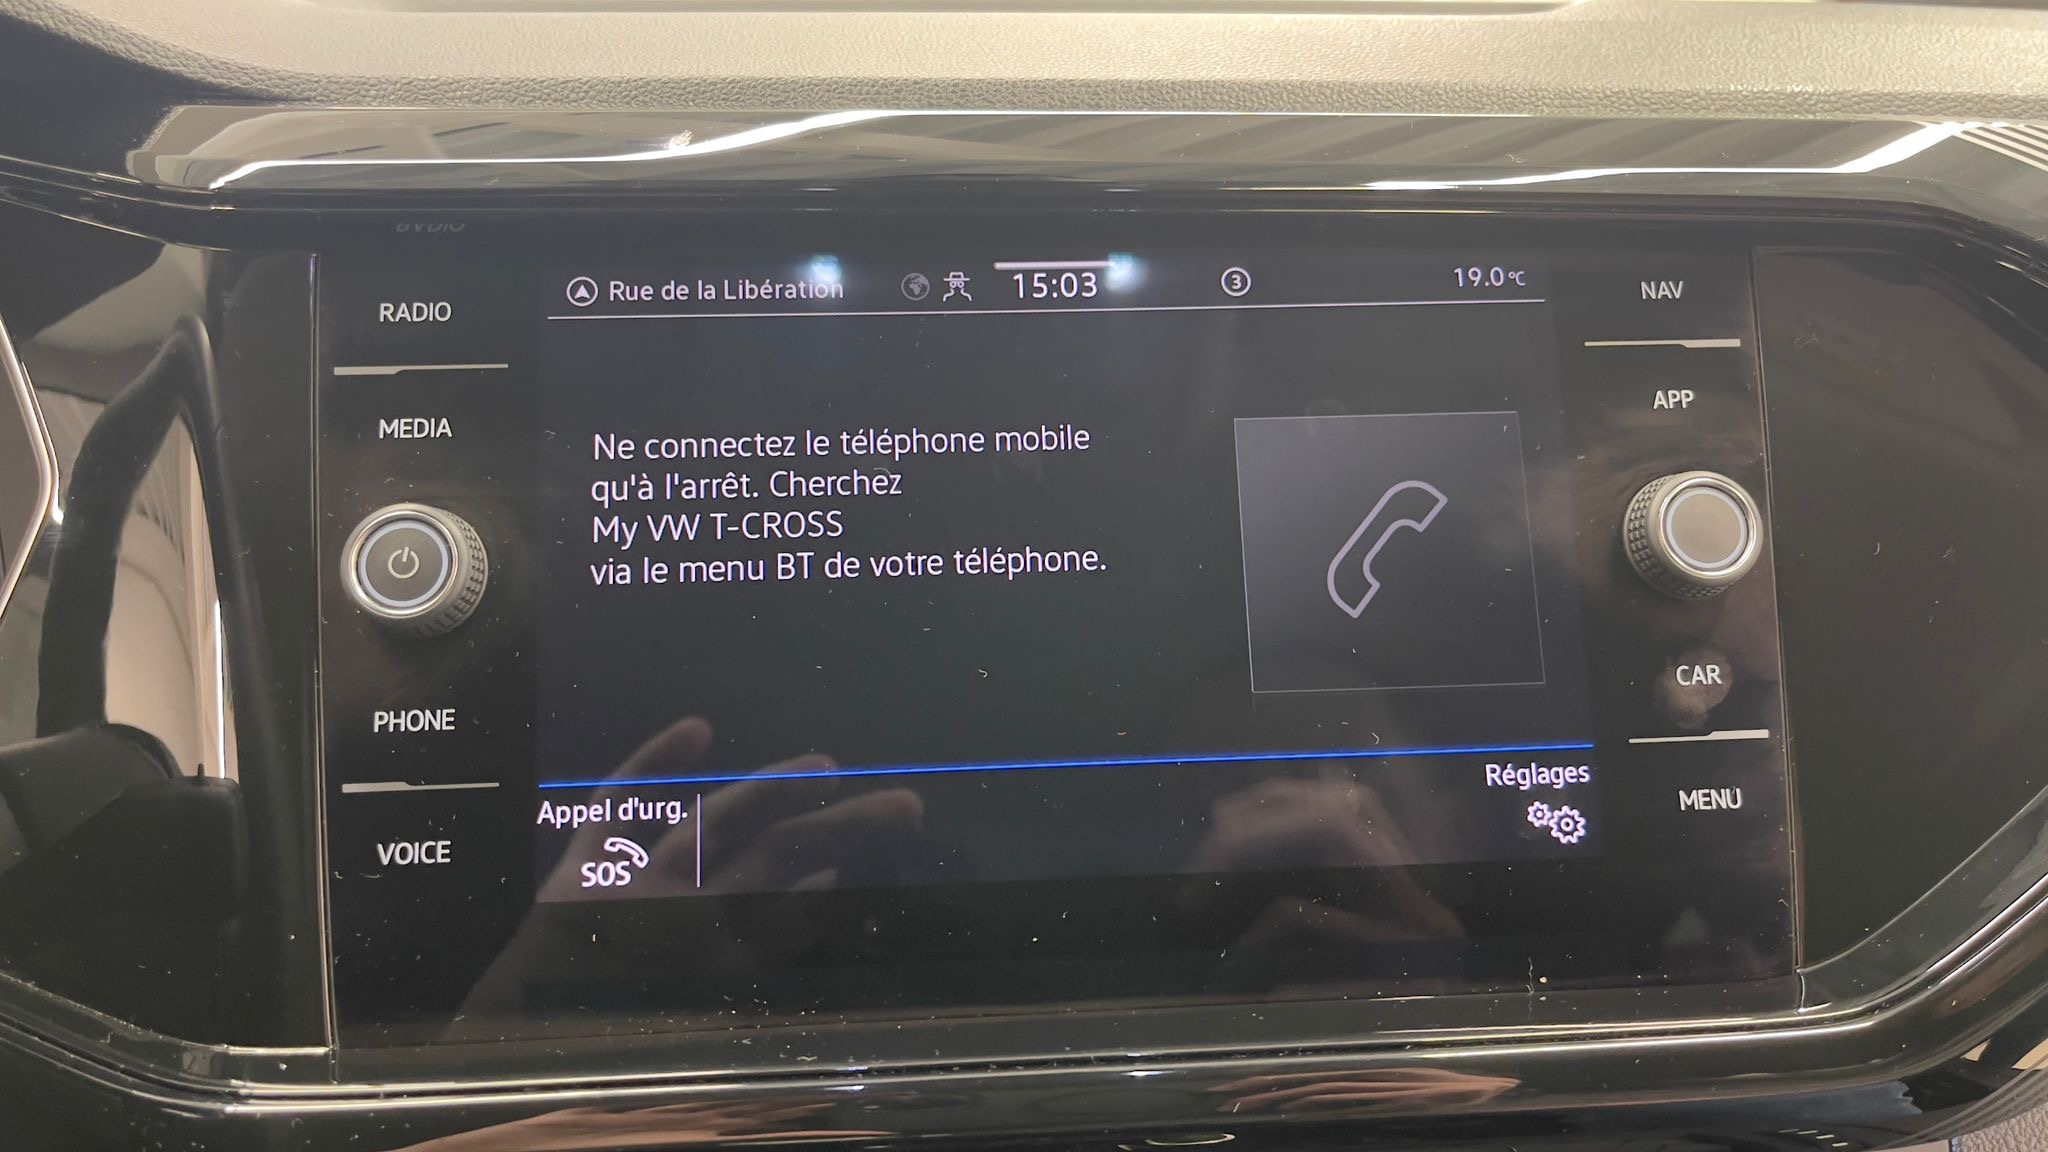 RADIO
MEDIA
PHONE
VOICE
Rue de la Libération
15:03
3
19.0°C
Ne connectez le téléphone mobile
qu'à l'arrêt. Cherchez
My VW T-CROSS
via le menu BT de votre téléphone.
Appel d'urg.
SOS
Réglages
NAV
APP
CAR
MENU